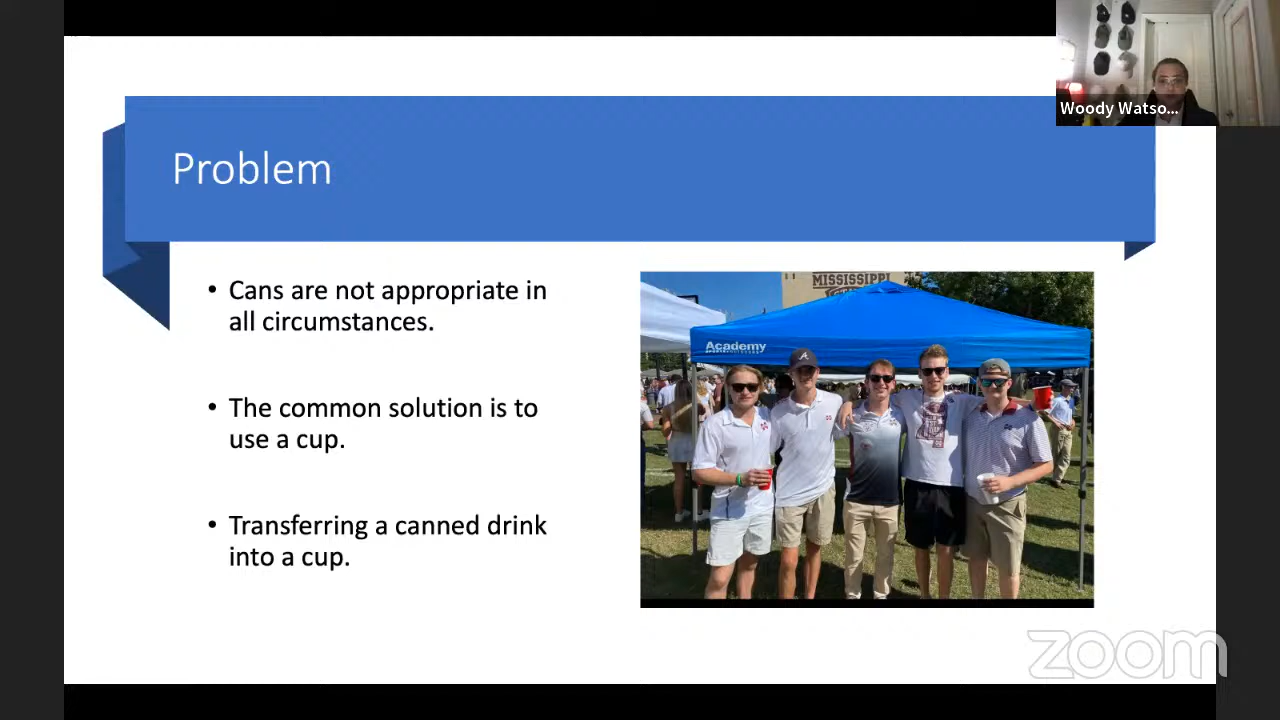 Woody Watso...
Problem
• Cans are not appropriate in
all circumstances.
• The common solution is to
use a cup.
• Transferring a canned drink
into a cup.
MISSISSIPPI
Academy
zoom